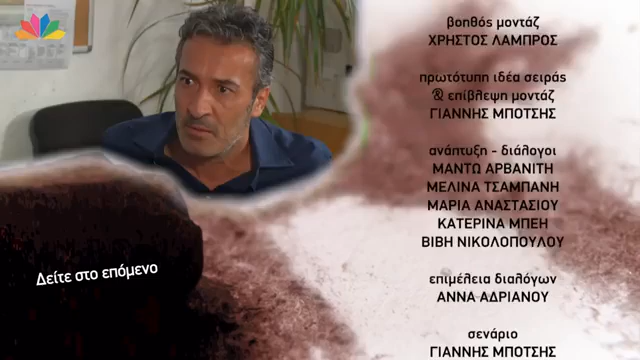 βοηθός μοντάζ
ΧΡΗΣΤΟΣ ΛΑΜΠΡΟΣ
πρωτότυπη ιδέα σειράς
& επίβλεψη μοντάζ
ΓΙΑΝΝΗΣ ΜΠΟΤΣΗΣ
ανάπτυξη - διάλογοι
ΜΑΝΤΩ ΑΡΒΑΝΙΤΗ
ΜΕΛΙΝΑ ΤΣΑΜΠΑΝΗ
ΜΑΡΙΑ ΑΝΑΣΤΑΣΙΟΥ
ΚΑΤΕΡΙΝΑ ΜΠΕΗ
ΒΙΒΗ ΝΙΚΟΛΟΠΟΥΛΟΥ
επιμέλεια διαλόγων
ΑΝΝΑ ΑΔΡΙΑΝΟΥ
σενάριο
ΓΙΑΝΝΗΣ ΜΠΟΤΣΗΣ
Δείτε στο επόμενο